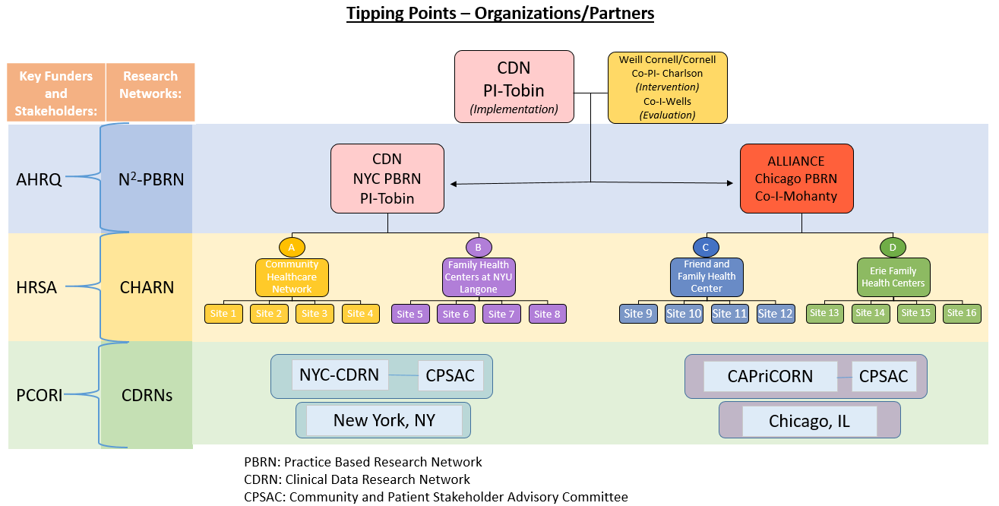 Tipping Points – Organizations/Partners
Key Funders
and
Stakeholders:
Research
Networks:
CDN
PI-Tobin
(Implementation)
Weill Cornell/Cornell
Co-PI- Charlson
(Intervention)
Co-I-Wells
(Evaluation)
AHRQ
N²-PBRN
CDN
NYC PBRN
PI-Tobin
ALLIANCE
Chicago PBRN
Co-I-Mohanty
HRSA
CHARN
A
Community
Healthcare
Network
B
Family Health
Centers at NYU
Langone
C
Friend and
Family Health
Center
D
Erie Family
Health Centers
Site 1
Site 2
Site 3
Site 4
Site 5
Site 6
Site 7
Site 8
Site 9
Site 10
Site 11
Site 12
Site 13
Site 14
Site 15
Site 16
PCORI
CDRNs
NYC-CDRN
CPSAC
CAPriCORN
CPSAC
New York, NY
Chicago, IL
PBRN: Practice Based Research Network
CDRN: Clinical Data Research Network
CPSAC: Community and Patient Stakeholder Advisory Committee